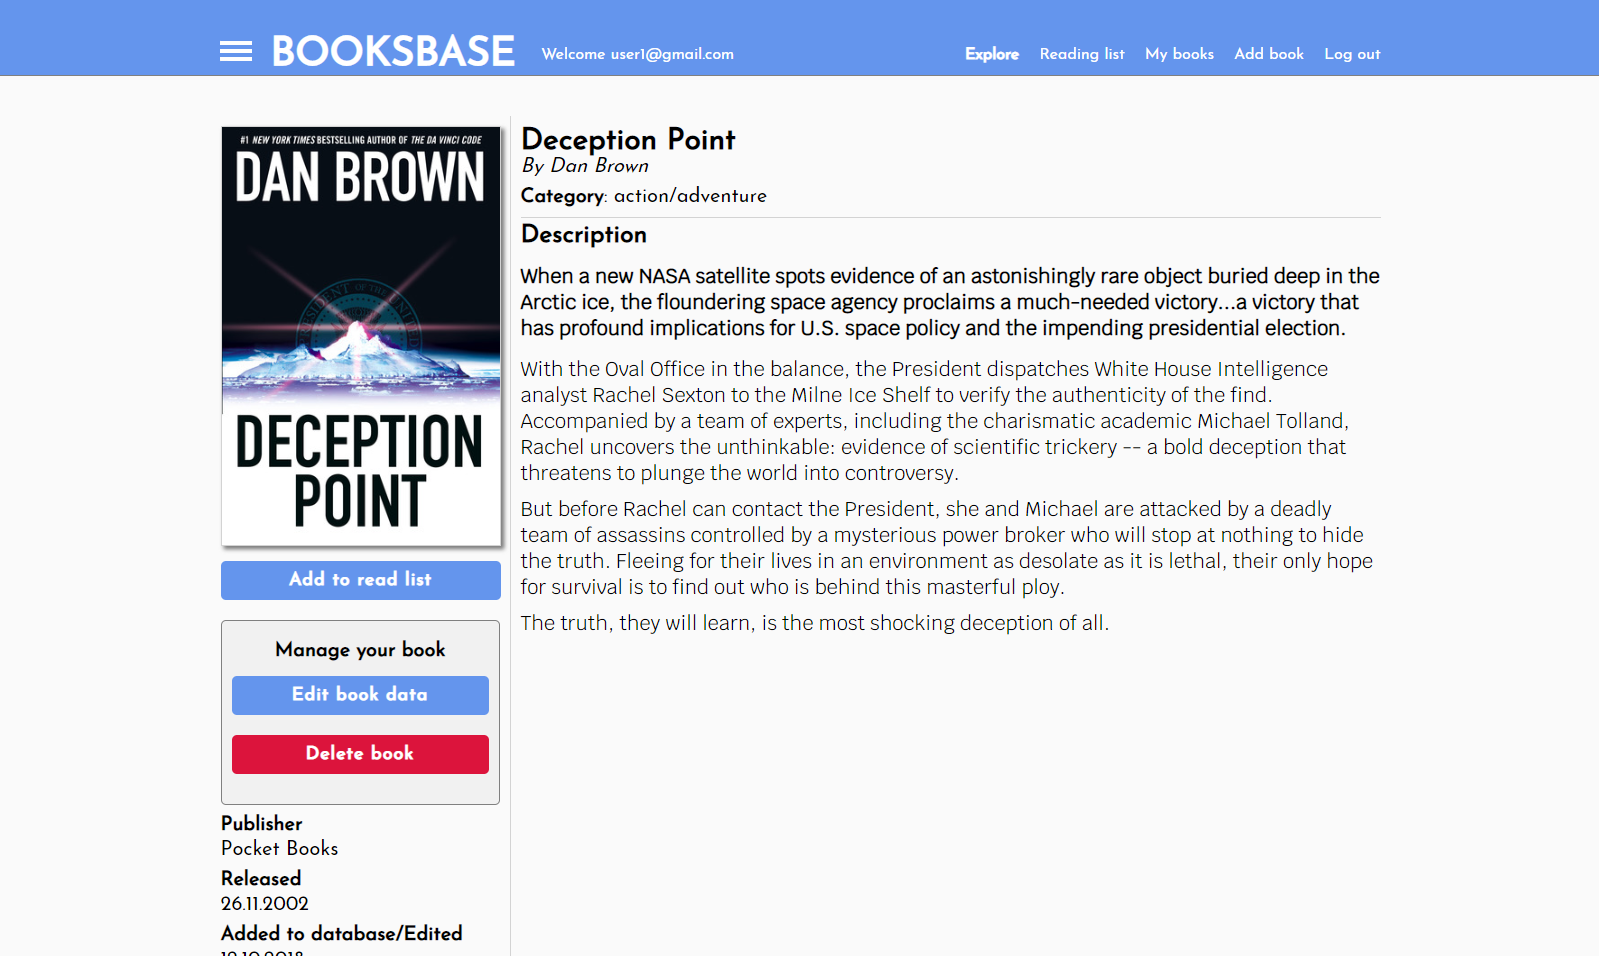 BOOKSBASE
Welcome user1@gmail.com
Explore
Reading list
My books
Add book
Log out
#1 NEW YORK TIMES BESTSELLING AUTHOR OF THE DA VINCI CODE
DAN BROWN
DECEPTION
POINT
Add to read list
Manage your book
Edit book data
Delete book
Publisher
Pocket Books
Released
26.11.2002
Added to database/Edited
Deception Point
By Dan Brown
Category: action/adventure
Description
When a new NASA satellite spots evidence of an astonishingly rare object buried deep in the
Arctic ice, the floundering space agency proclaims a much-needed victory...a victory that
has profound implications for U.S. space policy and the impending presidential election.
With the Oval Office in the balance, the President dispatches White House Intelligence
analyst Rachel Sexton to the Milne Ice Shelf to verify the authenticity of the find.
Accompanied by a team of experts, including the charismatic academic Michael Tolland,
Rachel uncovers the unthinkable: evidence of scientific trickery -- a bold deception that
threatens to plunge the world into controversy.
But before Rachel can contact the President, she and Michael are attacked by a deadly
team of assassins controlled by a mysterious power broker who will stop at nothing to hide
the truth. Fleeing for their lives in an environment as desolate as it is lethal, their only hope
for survival is to find out who is behind this masterful ploy.
The truth, they will learn, is the most shocking deception of all.